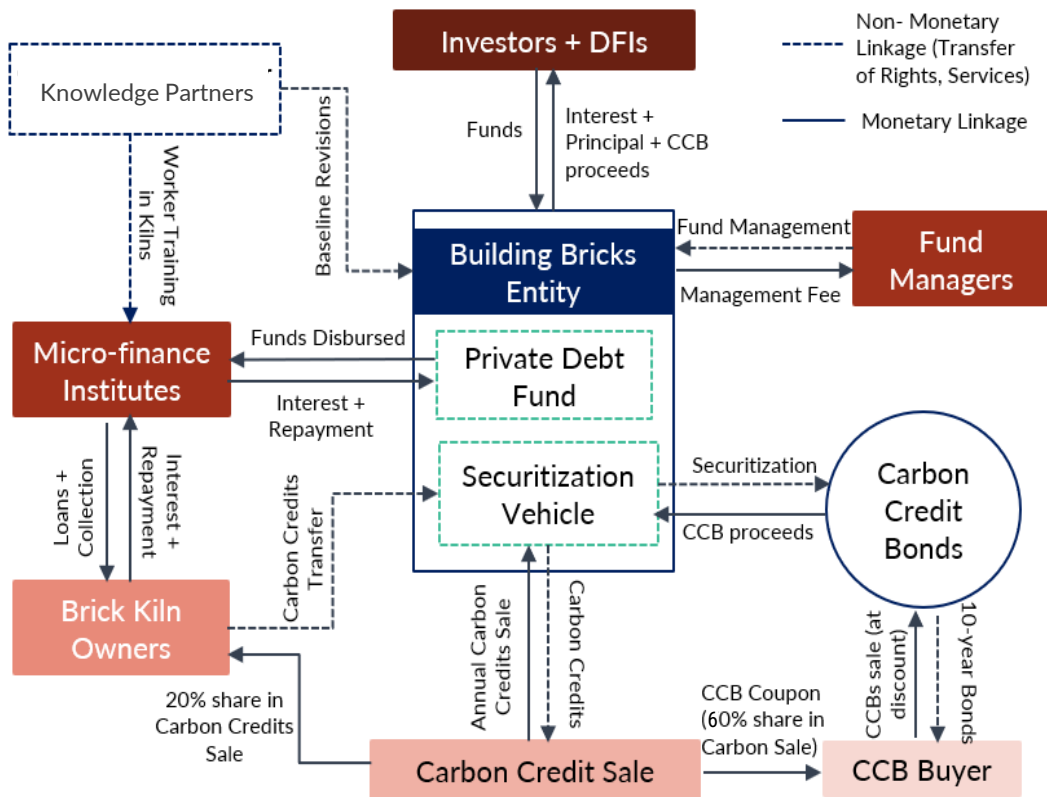 Investors + DFIs
Non- Monetary
Linkage (Transfer
of Rights, Services)
Monetary Linkage
Knowledge Partners
Funds
Interest +
Principal + CCB
proceeds
Worker Training
in Kilns
Baseline Revisions
Building Bricks
Entity
Fund Management
Management Fee
Fund
Managers
Micro-finance
Institutes
Funds Disbursed
Interest +
Repayment
Private Debt
Fund
Loans +
Collection
Interest +
Repayment
Carbon Credits
Transfer
Securitization
Vehicle
Securitization
CCB proceeds
Carbon
Credit
Bonds
Brick Kiln
Owners
20% share in
Carbon Credits
Sale
Annual Carbon
Credits Sale
Carbon Credits
CCB Coupon
(60% share in
Carbon Sale)
CCBs sale (at
discount)
10-year Bonds
Carbon Credit Sale
CCB Buyer